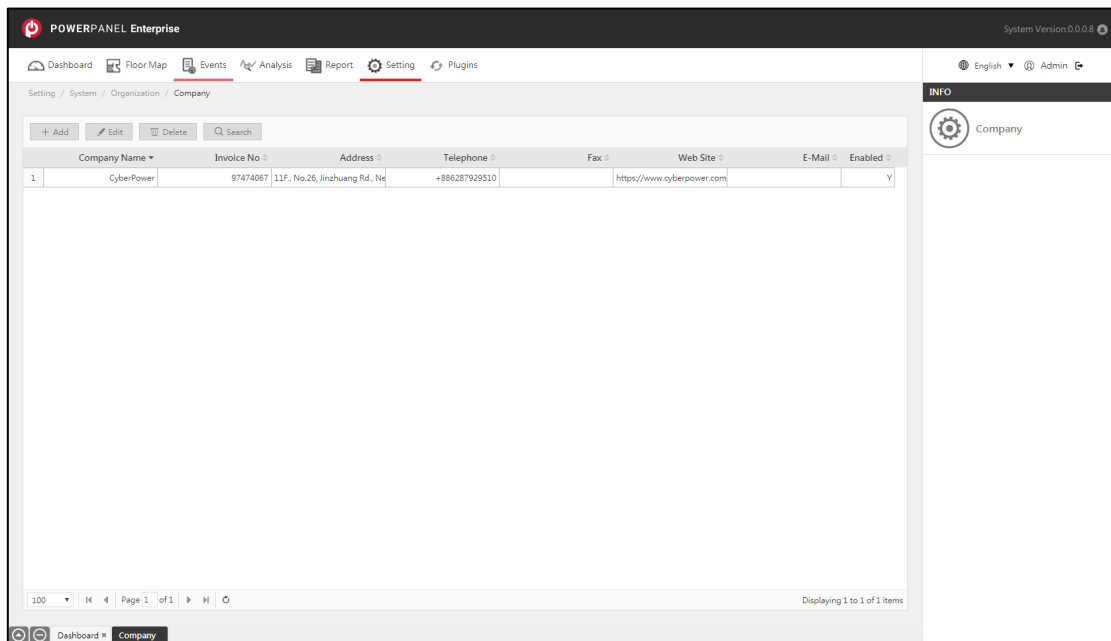 POWERPANEL Enterprise
System Version:0.0.0.8
Dashboard Floor Map Events Analysis Report Setting Plugins
English ▼ Admin
Setting / System / Organization / Company
INFO
Company
+ Add Edit Delete Search
Company Name Invoice No Address Telephone Fax Web Site E-Mail Enabled
1 CyberPower 97474067 11F., No.26, Jinzhuang Rd., Ne +886287929510 https://www.cyberpower.com Y
100 Page 1 of 1
Displaying 1 to 1 of 1 items
Dashboard × Company